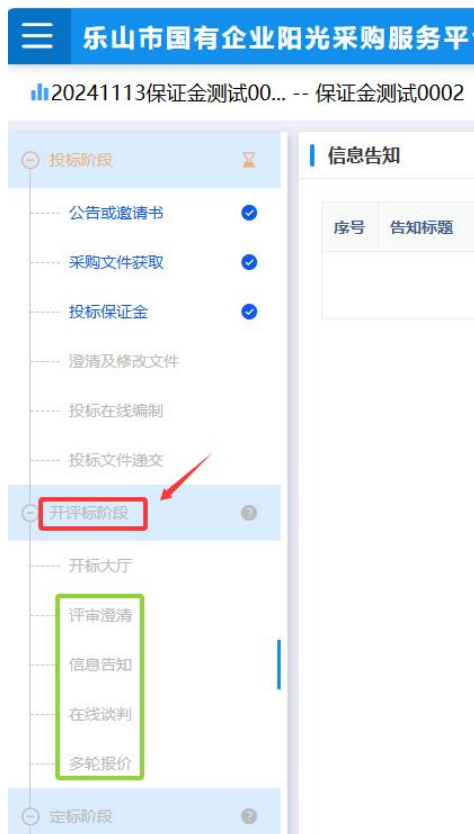 乐山市国有企业阳光采购服务平
20241113保证金测试00... -- 保证金测试0002
投标阶段
信息告知
公告或邀请书
序号 告知标题
采购文件获取
投标保证金
澄清及修改文件
投标在线编制
投标文件递交
开评标阶段
开标大厅
评审澄清
信息告知
在线谈判
多轮报价
定标阶段